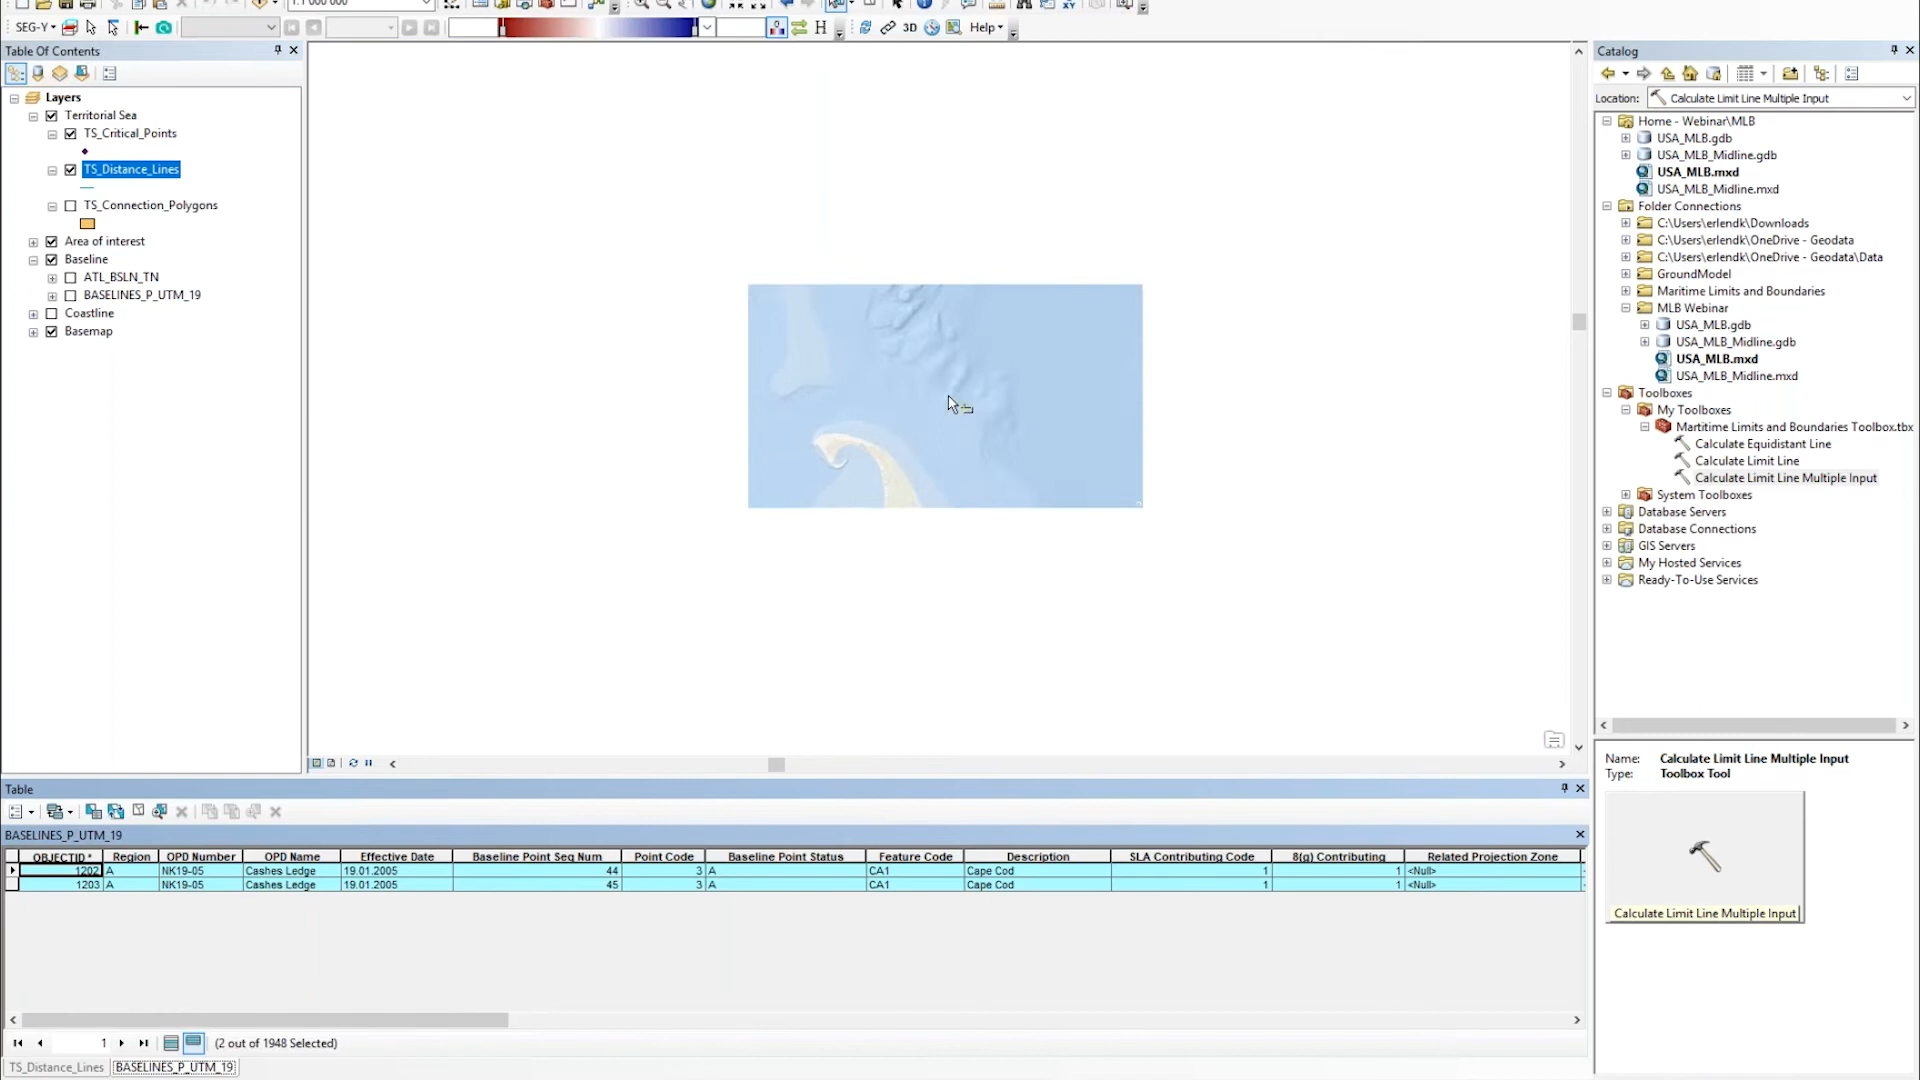 1:1 000 000
SEG-Y
H
3D
Help
Table Of Contents
Layers
Territorial Sea
TS_Critical_Points
TS_Distance_Lines
TS_Connection_Polygons
Area of interest
Baseline
ATL_BSLN_TN
BASELINES_P_UTM_19
Coastline
Basemap
Catalog
Location: Calculate Limit Line Multiple Input
Home - Webinar\MLB
USA_MLB.gdb
USA_MLB_Midline.gdb
USA_MLB.mxd
USA_MLB_Midline.mxd
Folder Connections
C:\Users\erlendk\Downloads
C:\Users\erlendk\OneDrive - Geodata
C:\Users\erlendk\OneDrive - Geodata\Data
GroundModel
Maritime Limits and Boundaries
MLB Webinar
USA_MLB.gdb
USA_MLB_Midline.gdb
USA_MLB.mxd
USA_MLB_Midline.mxd
Toolboxes
My Toolboxes
Martitime Limits and Boundaries Toolbox.tbx
Calculate Equidistant Line
Calculate Limit Line
Calculate Limit Line Multiple Input
System Toolboxes
Database Servers
Database Connections
GIS Servers
My Hosted Services
Ready-To-Use Services
Name: Calculate Limit Line Multiple Input
Type: Toolbox Tool
Calculate Limit Line Multiple Input
Table
BASELINES_P_UTM_19
OBJECTID * Region OPD Number OPD Name Effective Date Baseline Point Seq Num Point Code Baseline Point Status Feature Code Description SLA Contributing Code 8(g) Contributing Related Projection Zone
1202 A NK19-05 Cashes Ledge 19.01.2005 44 3 A CA1 Cape Cod 1 1 <Null>
1203 A NK19-05 Cashes Ledge 19.01.2005 45 3 A CA1 Cape Cod 1 1 <Null>
1 (2 out of 1948 Selected)
TS_Distance_Lines BASELINES_P_UTM_19